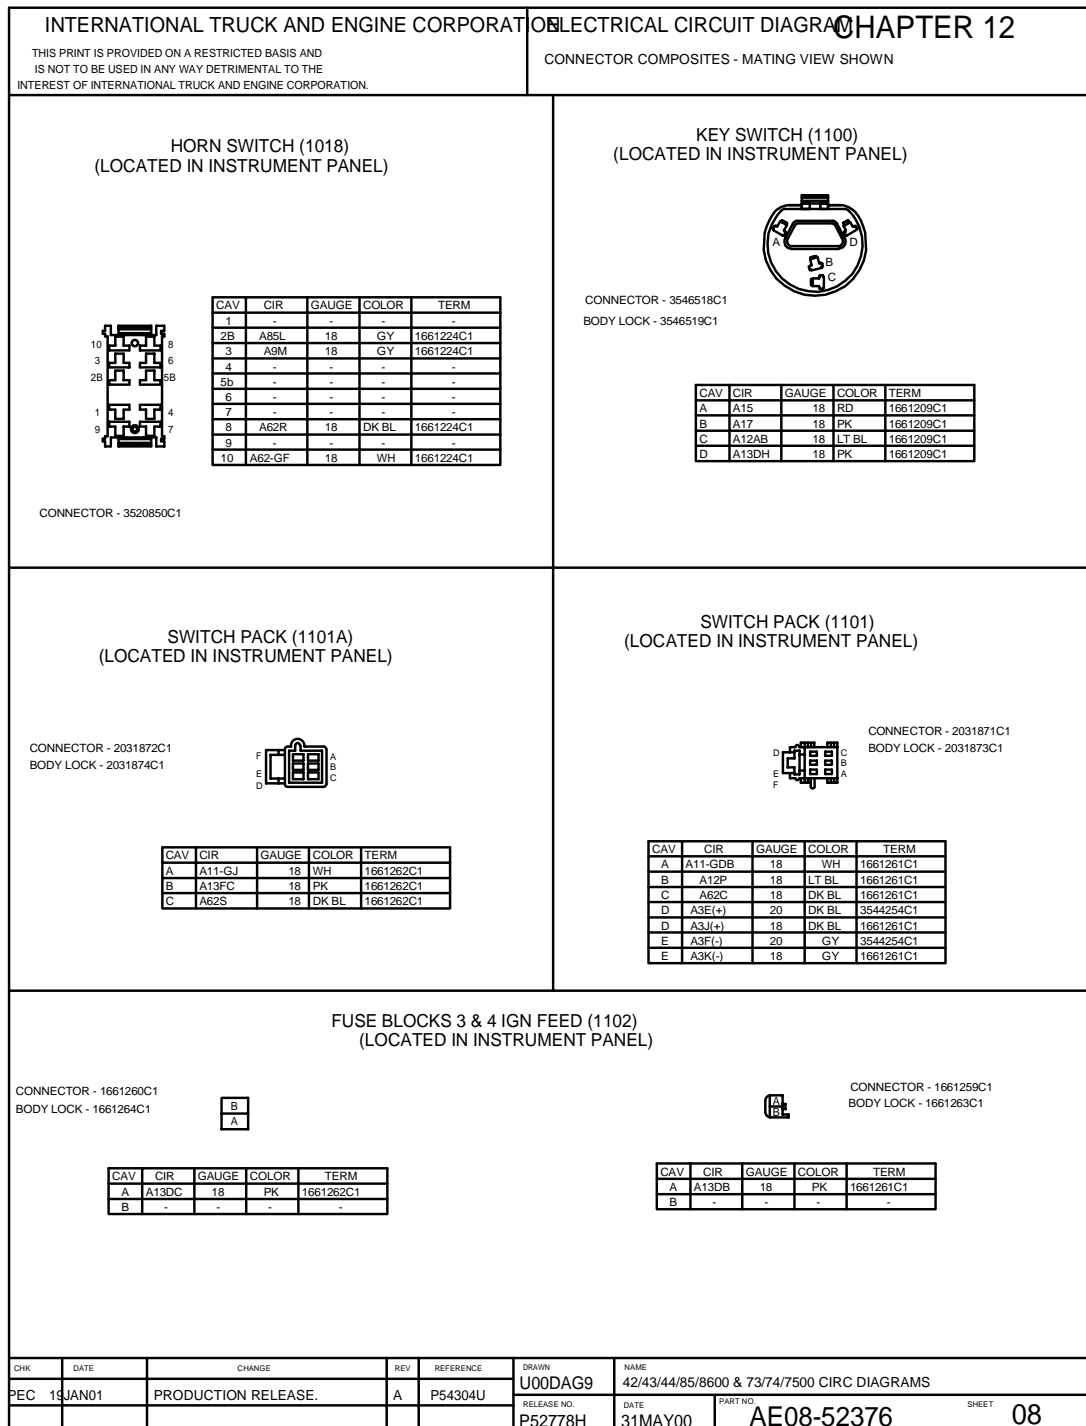 INTERNATIONAL TRUCK AND ENGINE CORPORATION
THIS PRINT IS PROVIDED ON A RESTRICTED BASIS AND
IS NOT TO BE USED IN ANY WAY DETRIMENTAL TO THE
INTEREST OF INTERNATIONAL TRUCK AND ENGINE CORPORATION.
ELECTRICAL CIRCUIT DIAGRAM
CHAPTER 12
CONNECTOR COMPOSITES - MATING VIEW SHOWN
HORN SWITCH (1018)
(LOCATED IN INSTRUMENT PANEL)
10 8
3 6
2B 5B
1 4
9 7
CAV CIR GAUGE COLOR TERM
1 - - - -
2B A85L 18 GY 1661224C1
3 A9M 18 GY 1661224C1
4 - - - -
5b - - - -
6 - - - -
7 - - - -
8 A62R 18 DK BL 1661224C1
9 - - - -
10 A62-GF 18 WH 1661224C1
CONNECTOR - 3520850C1
KEY SWITCH (1100)
(LOCATED IN INSTRUMENT PANEL)
A D
B
C
CONNECTOR - 3546518C1
BODY LOCK - 3546519C1
CAV CIR GAUGE COLOR TERM
A A15 18 RD 1661209C1
B A17 18 PK 1661209C1
C A12AB 18 LT BL 1661209C1
D A13DH 18 PK 1661209C1
SWITCH PACK (1101A)
(LOCATED IN INSTRUMENT PANEL)
CONNECTOR - 2031872C1
BODY LOCK - 2031874C1
F A
B
E C
D
CAV CIR GAUGE COLOR TERM
A A11-GJ 18 WH 1661262C1
B A13FC 18 PK 1661262C1
C A62S 18 DK BL 1661262C1
SWITCH PACK (1101)
(LOCATED IN INSTRUMENT PANEL)
CONNECTOR - 2031871C1
BODY LOCK - 2031873C1
D C
B
E A
F
CAV CIR GAUGE COLOR TERM
A A11-GDB 18 WH 1661261C1
B A12P 18 LT BL 1661261C1
C A62C 18 DK BL 1661261C1
D A3E(+) 20 DK BL 3544254C1
D A3J(+) 18 DK BL 1661261C1
E A3F(-) 20 GY 3544254C1
E A3K(-) 18 GY 1661261C1
FUSE BLOCKS 3 & 4 IGN FEED (1102)
(LOCATED IN INSTRUMENT PANEL)
CONNECTOR - 1661260C1
BODY LOCK - 1661264C1
B
A
CAV CIR GAUGE COLOR TERM
A A13DC 18 PK 1661262C1
B - - - -
A
B
CONNECTOR - 1661259C1
BODY LOCK - 1661263C1
CAV CIR GAUGE COLOR TERM
A A13DB 18 PK 1661261C1
B - - - -
CHK DATE CHANGE REV REFERENCE
PEC 19JAN01 PRODUCTION RELEASE. A P54304U
DRAWN
U00DAG9
NAME
42/43/44/85/8600 & 73/74/7500 CIRC DIAGRAMS
RELEASE NO.
P52778H
DATE
31MAY00
PART NO.
AE08-52376
SHEET
08